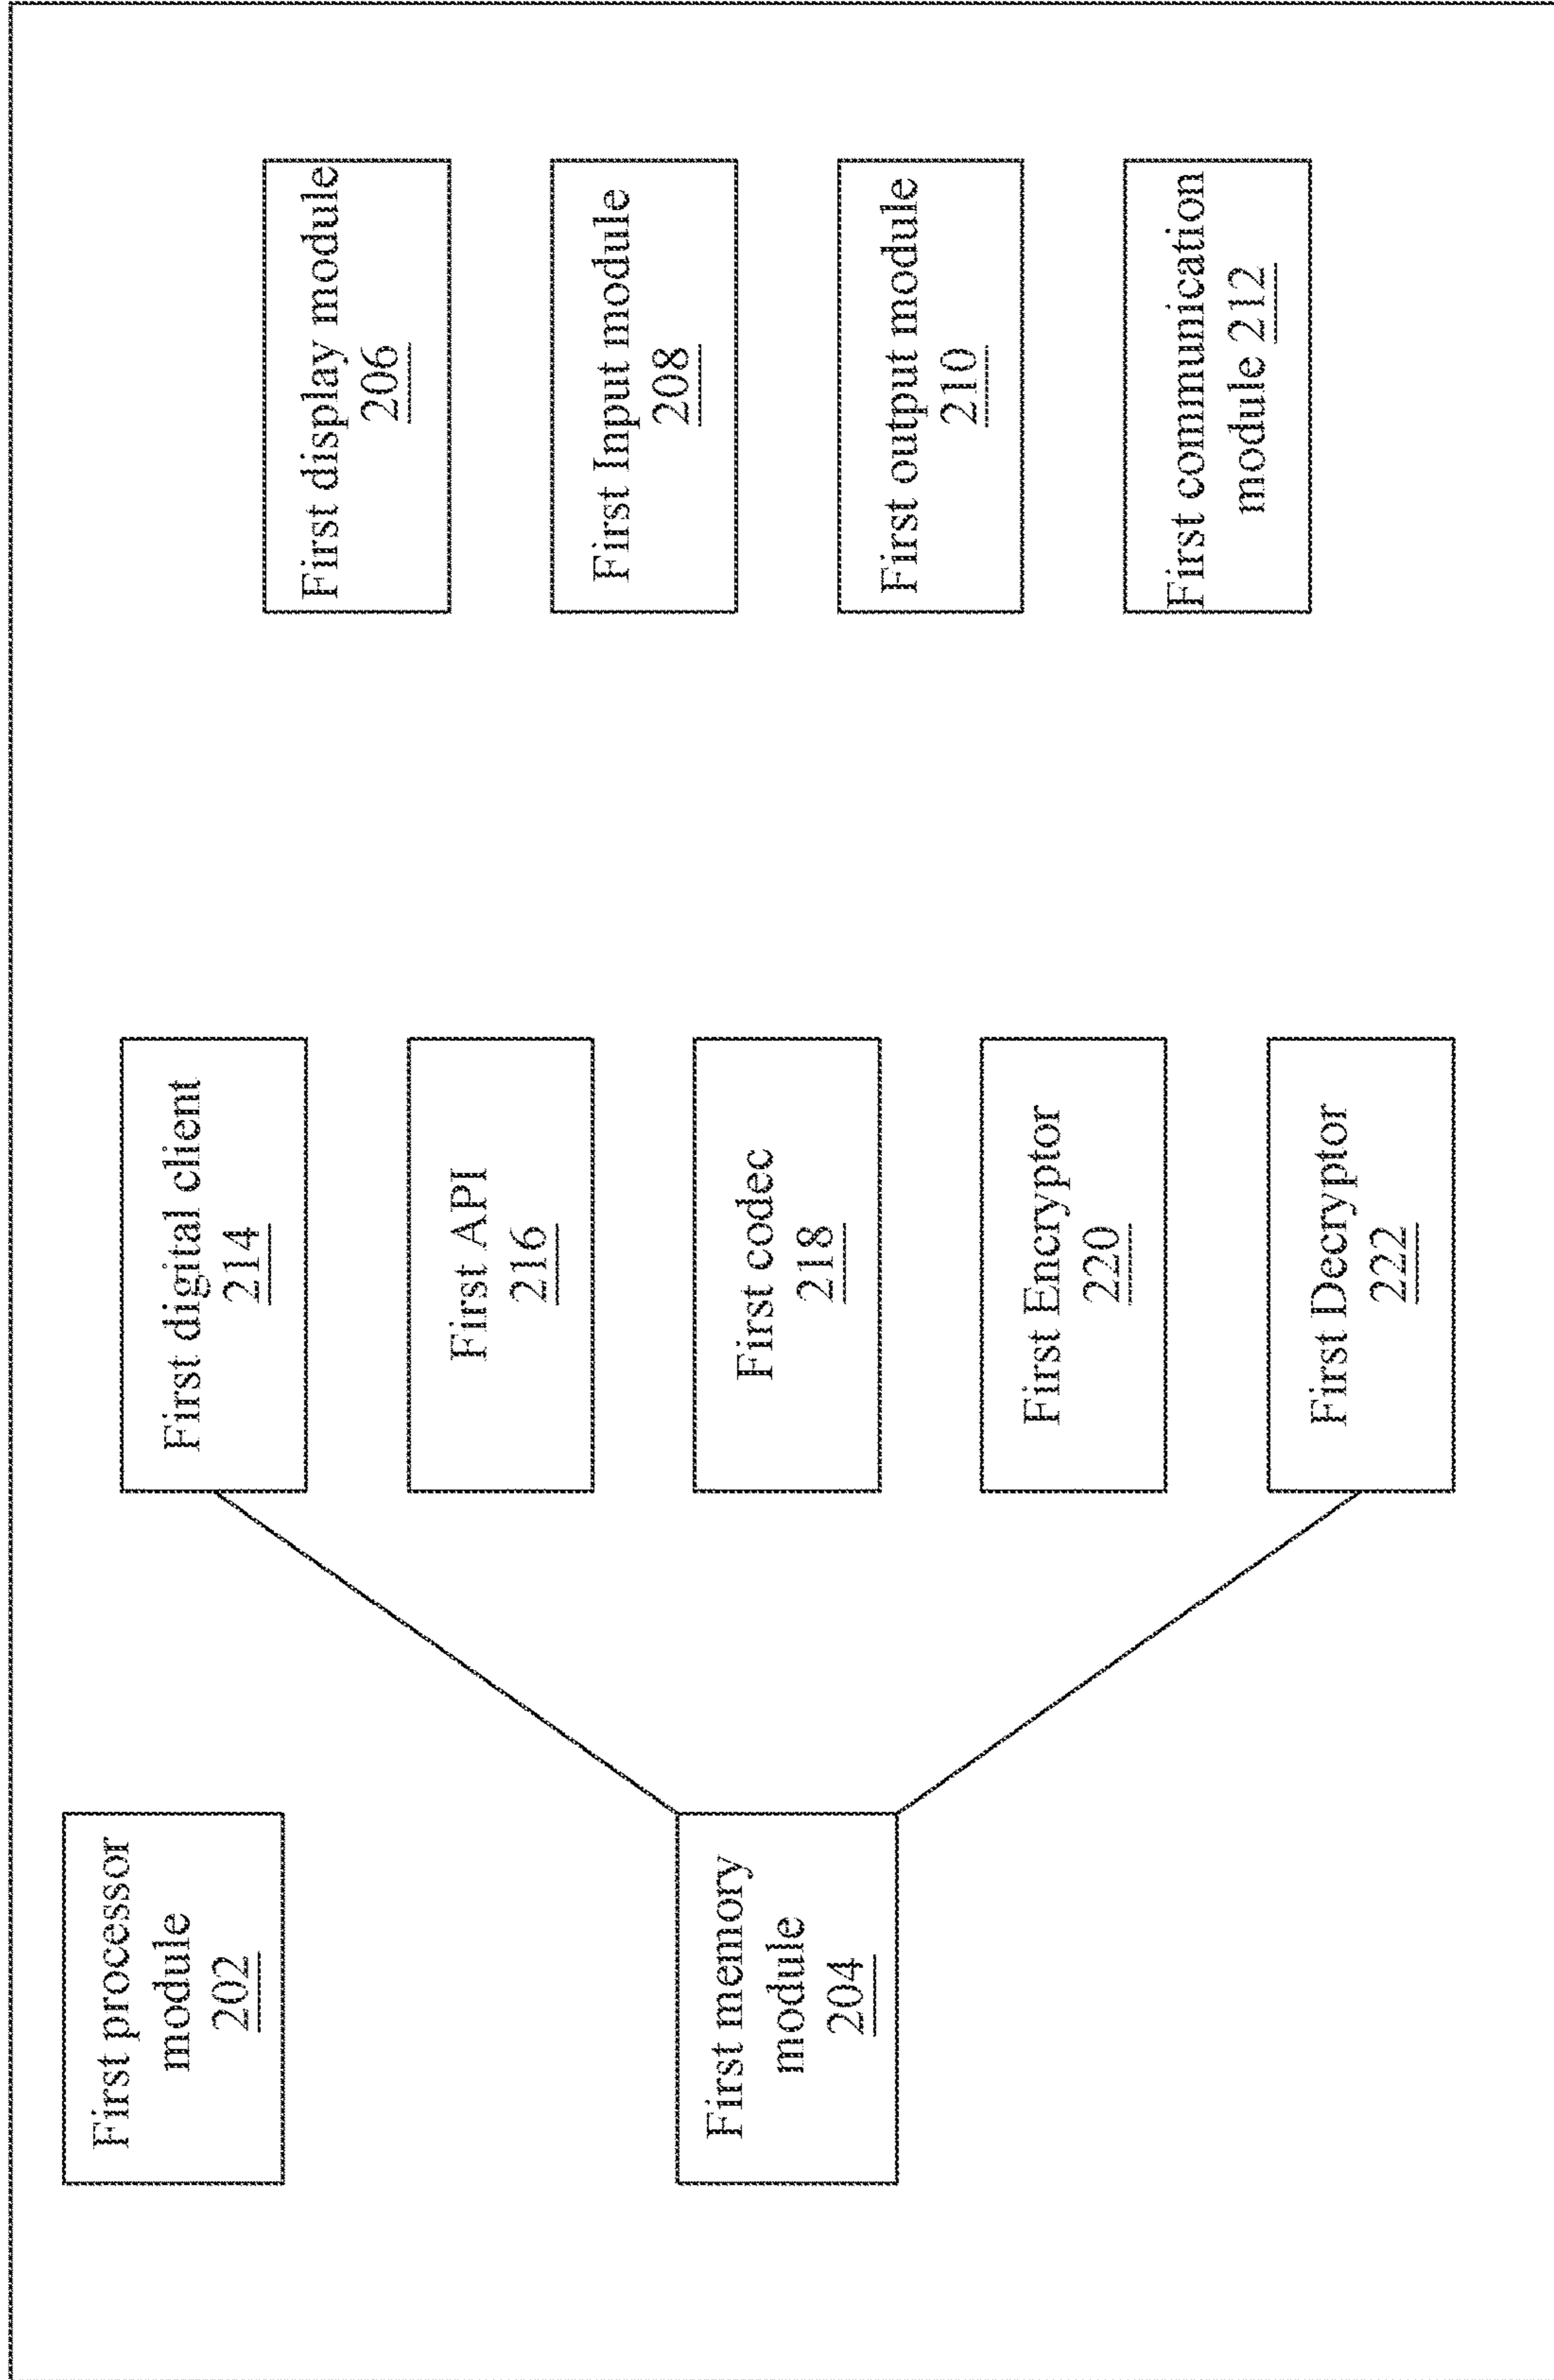 First processor
module
202
First memory
module
204
First digital client
214
First API
216
First codec
218
First Encryptor
220
First Decryptor
222
First display module
206
First Input module
208
First output module
210
First communication
module 212